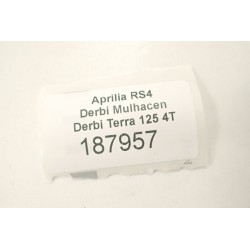 Aprilia RS4
Derbi Mulhacen
Derbi Terra 125 4T
187957